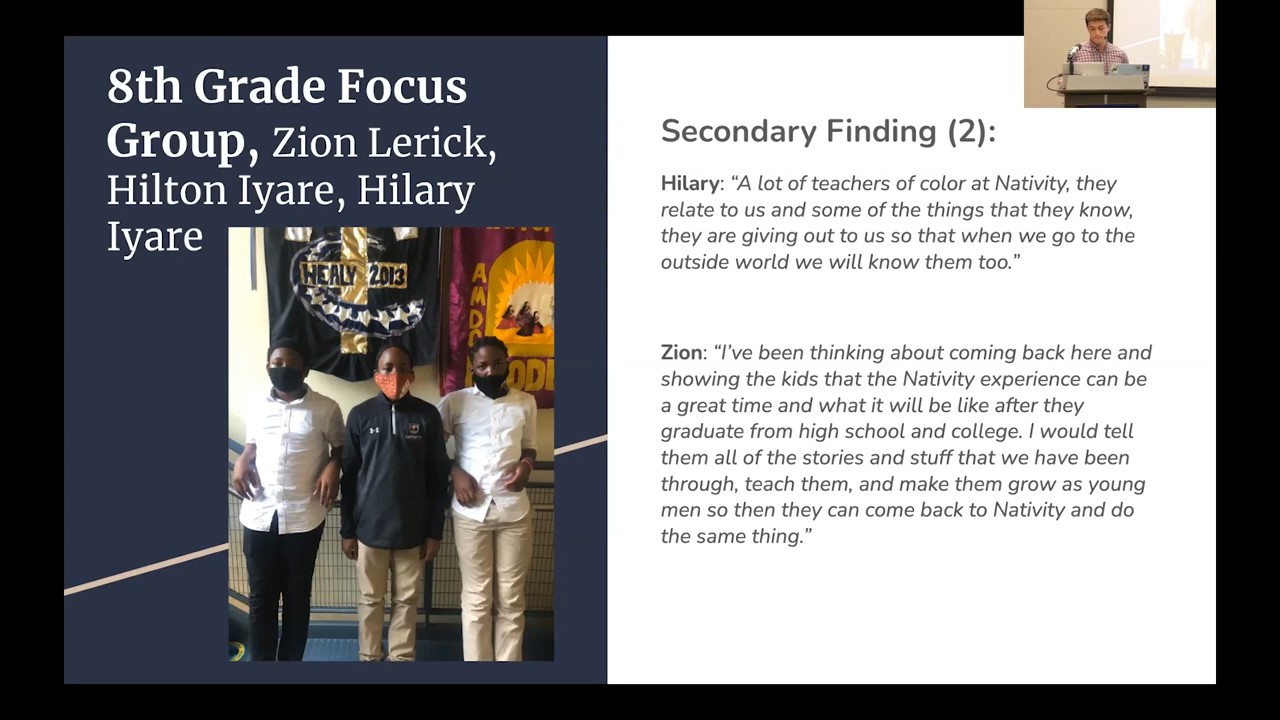 8th Grade Focus
Group, Zion Lerick,
Hilton Iyare, Hilary
Iyare
WEALY 2013
Secondary Finding (2):
Hilary: “A lot of teachers of color at Nativity, they
relate to us and some of the things that they know,
they are giving out to us so that when we go to the
outside world we will know them too.”
Zion: “I’ve been thinking about coming back here and
showing the kids that the Nativity experience can be
a great time and what it will be like after they
graduate from high school and college. I would tell
them all of the stories and stuff that we have been
through, teach them, and make them grow as young
men so then they can come back to Nativity and do
the same thing.”